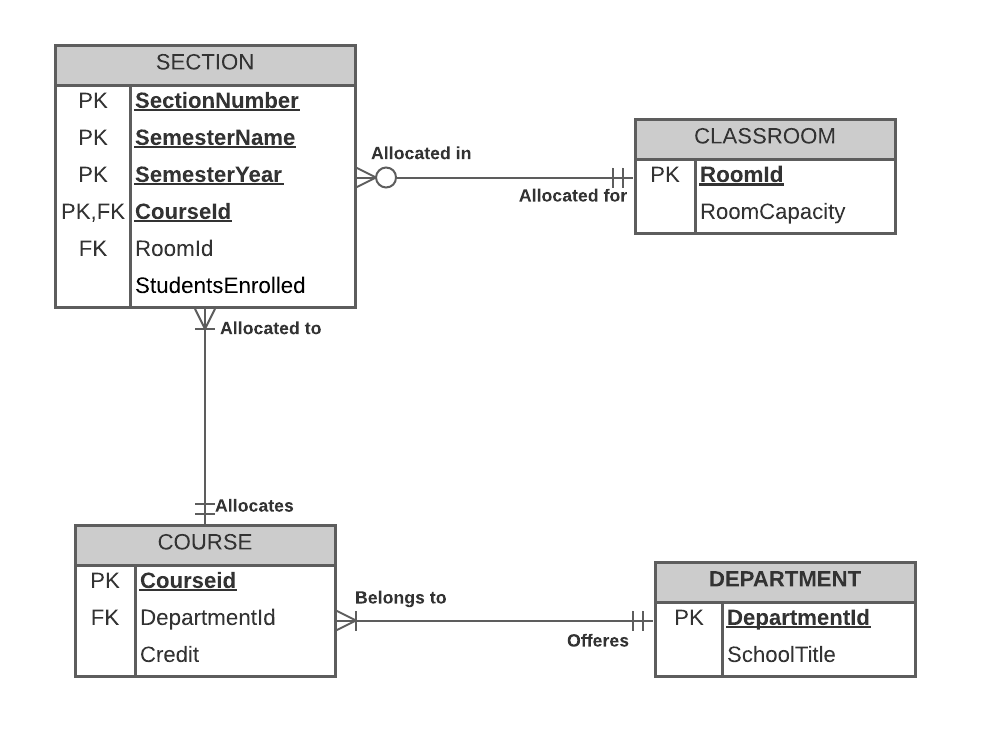 SECTION
PK SectionNumber
PK SemesterName
PK SemesterYear
PK,FK CourseId
FK RoomId
StudentsEnrolled
Allocated in
Allocated for
CLASSROOM
PK RoomId
RoomCapacity
Allocated to
Allocates
COURSE
PK Courseid
FK DepartmentId
Credit
Belongs to
Offeres
DEPARTMENT
PK DepartmentId
SchoolTitle